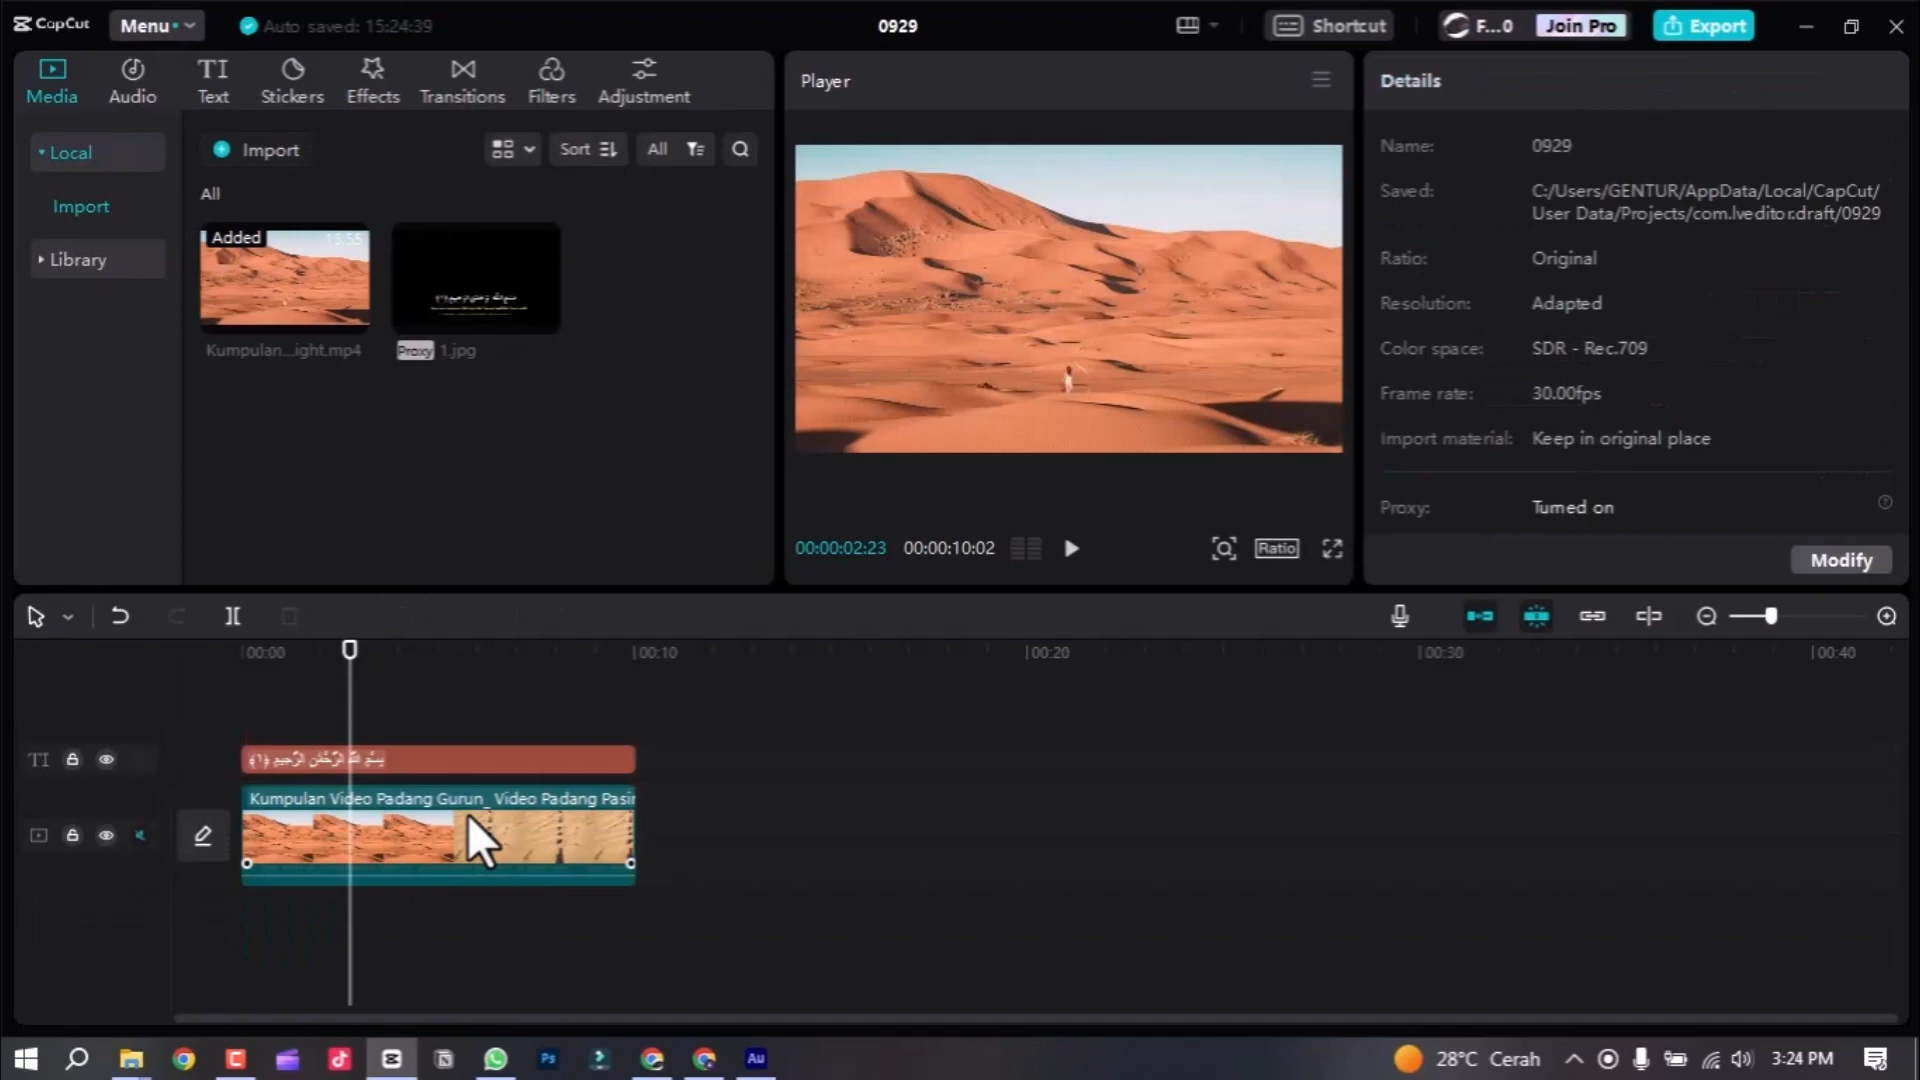 CapCut
Menu
Auto saved: 15:24:39
0929
Shortcut
F...0
Join Pro
Export
Media
Audio
Text
Stickers
Effects
Transitions
Filters
Adjustment
Local
Import
Library
Import
Sort
All
All
Added
13:55
Kumpulan...ight.mp4
Proxy
1.jpg
Player
00:00:02:23
00:00:10:02
Ratio
Details
Name:
0929
Saved:
C:/Users/GENTUR/AppData/Local/CapCut/
User Data/Projects/com.lveditor.draft/0929
Ratio:
Original
Resolution:
Adapted
Color space:
SDR - Rec.709
Frame rate:
30.00fps
Import material:
Keep in original place
Proxy:
Turned on
Modify
00:00
00:10
00:20
00:30
00:40
TI
بِسْمِ اللّٰهِ الرَّحْمٰنِ الرَّحِيْمِ ﴿١﴾
Kumpulan Video Padang Gurun_ Video Padang Pasir
Ps
Au
28°C Cerah
3:24 PM